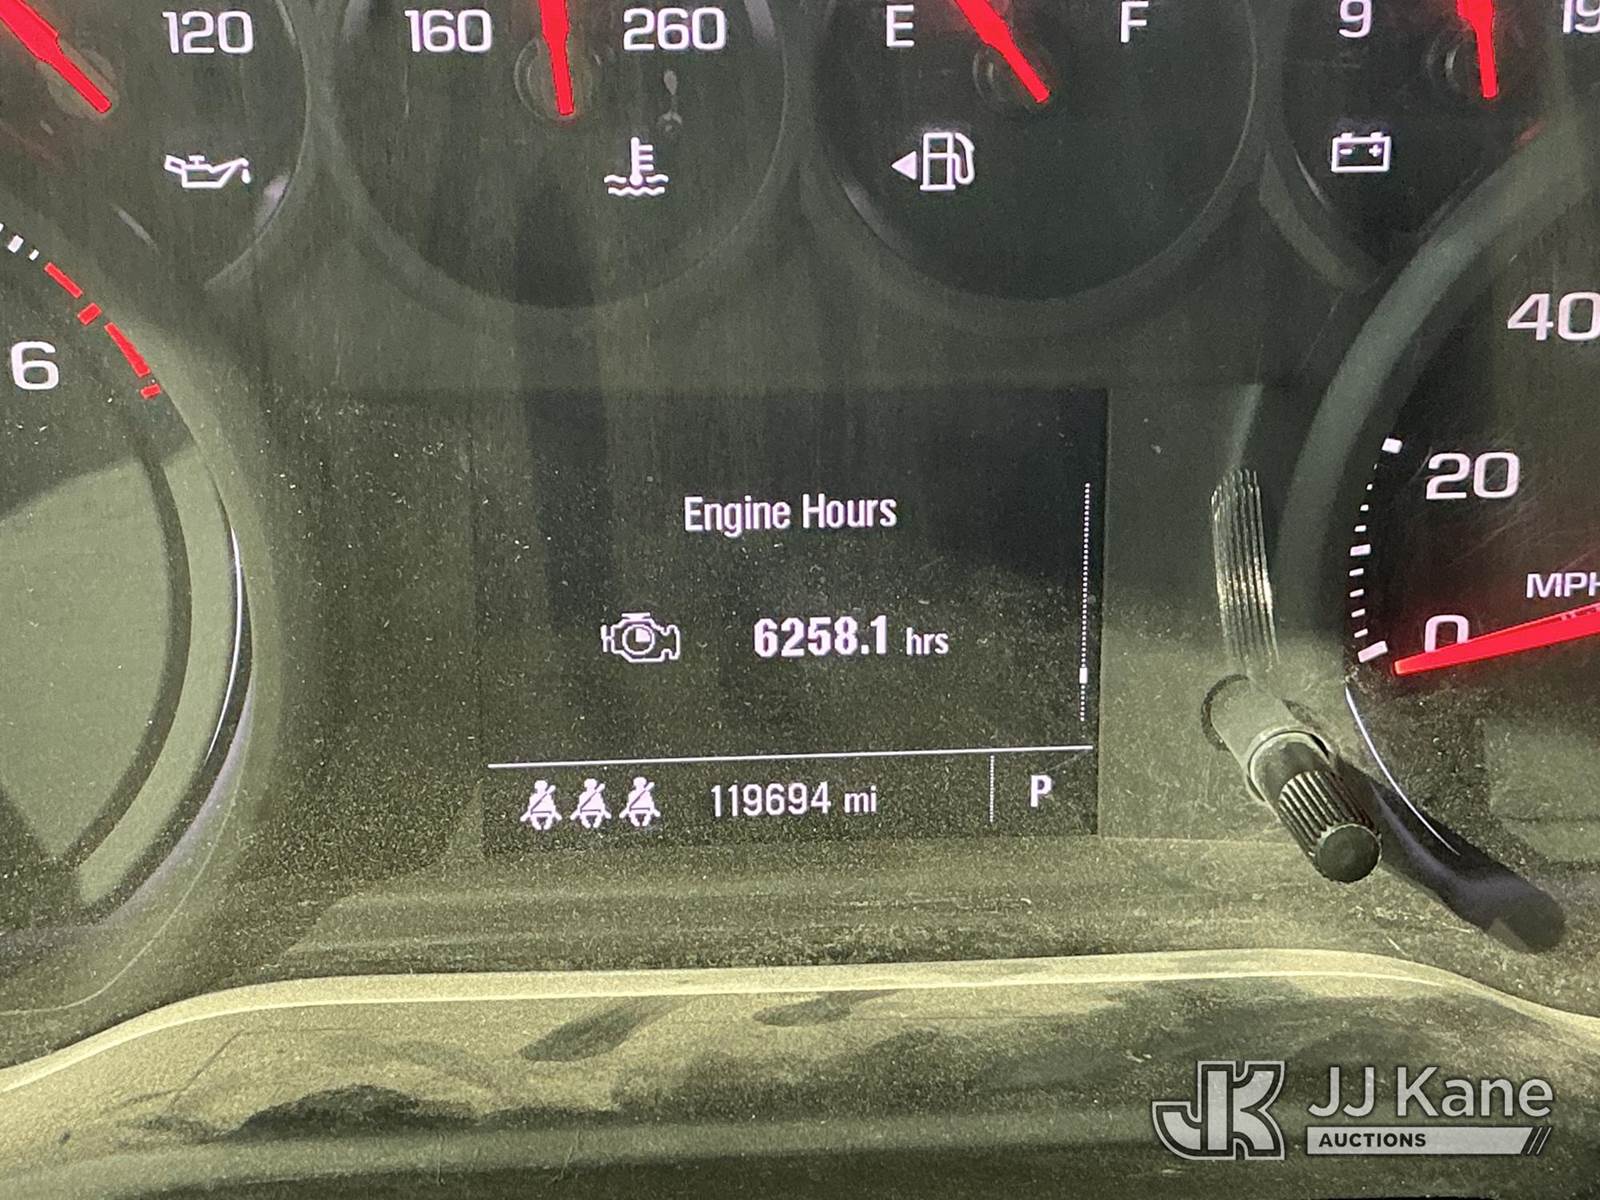 120
160
260
E
F
9
6
40
20
MPH
0
Engine Hours
6258.1 hrs
119694 mi
P
JJ Kane
AUCTIONS
JK